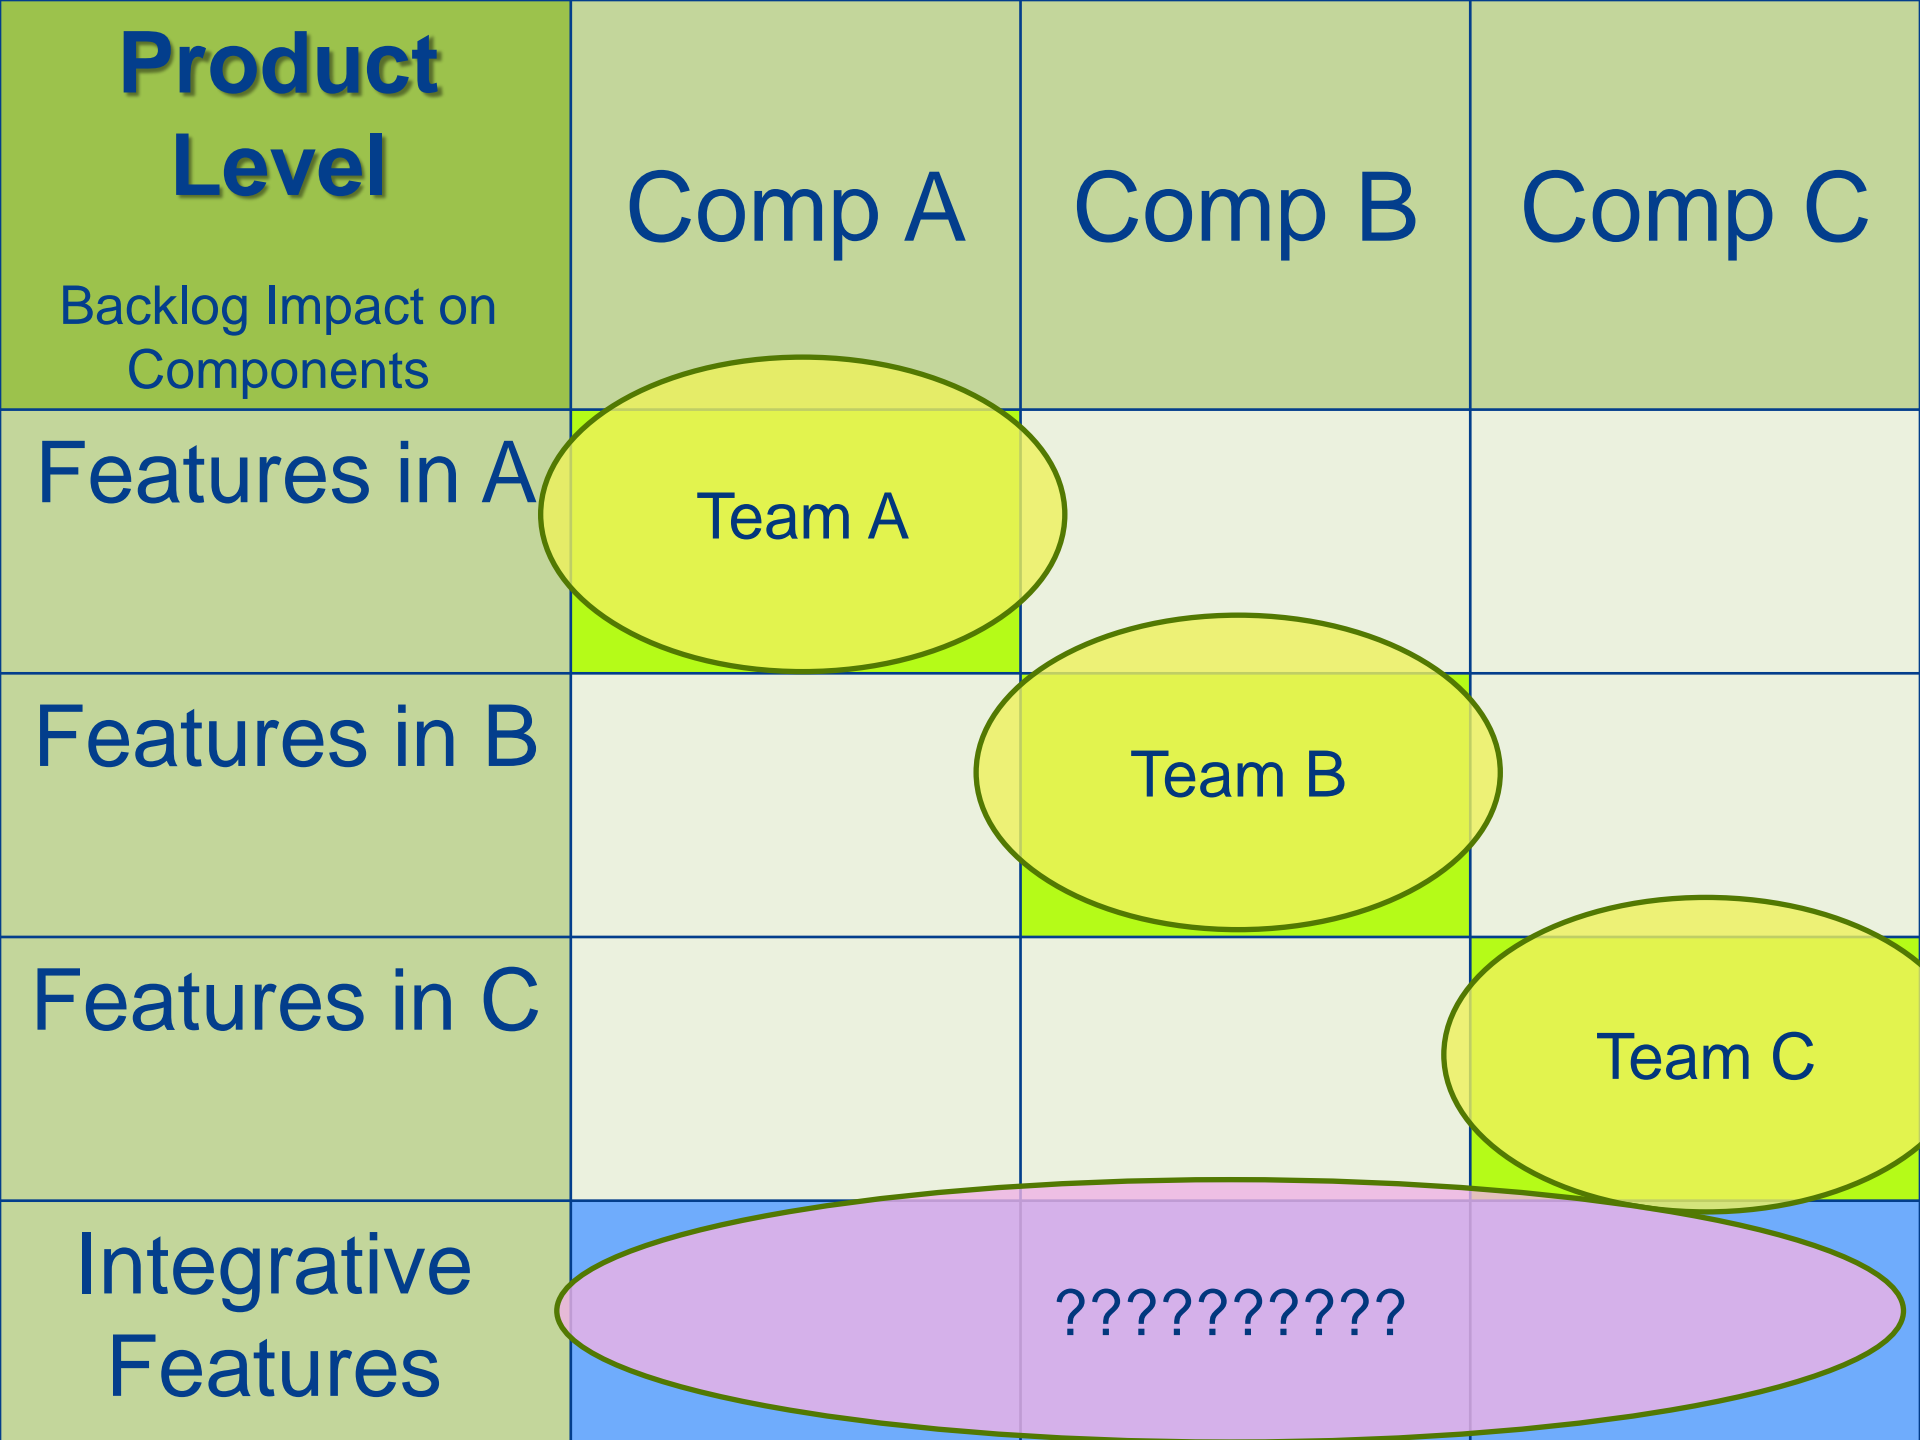 Product
Level
Backlog Impact on
Components
Comp A
Comp B
Comp C
Features in A
Team A
Features in B
Team B
Features in C
Team C
Integrative
Features
??????????